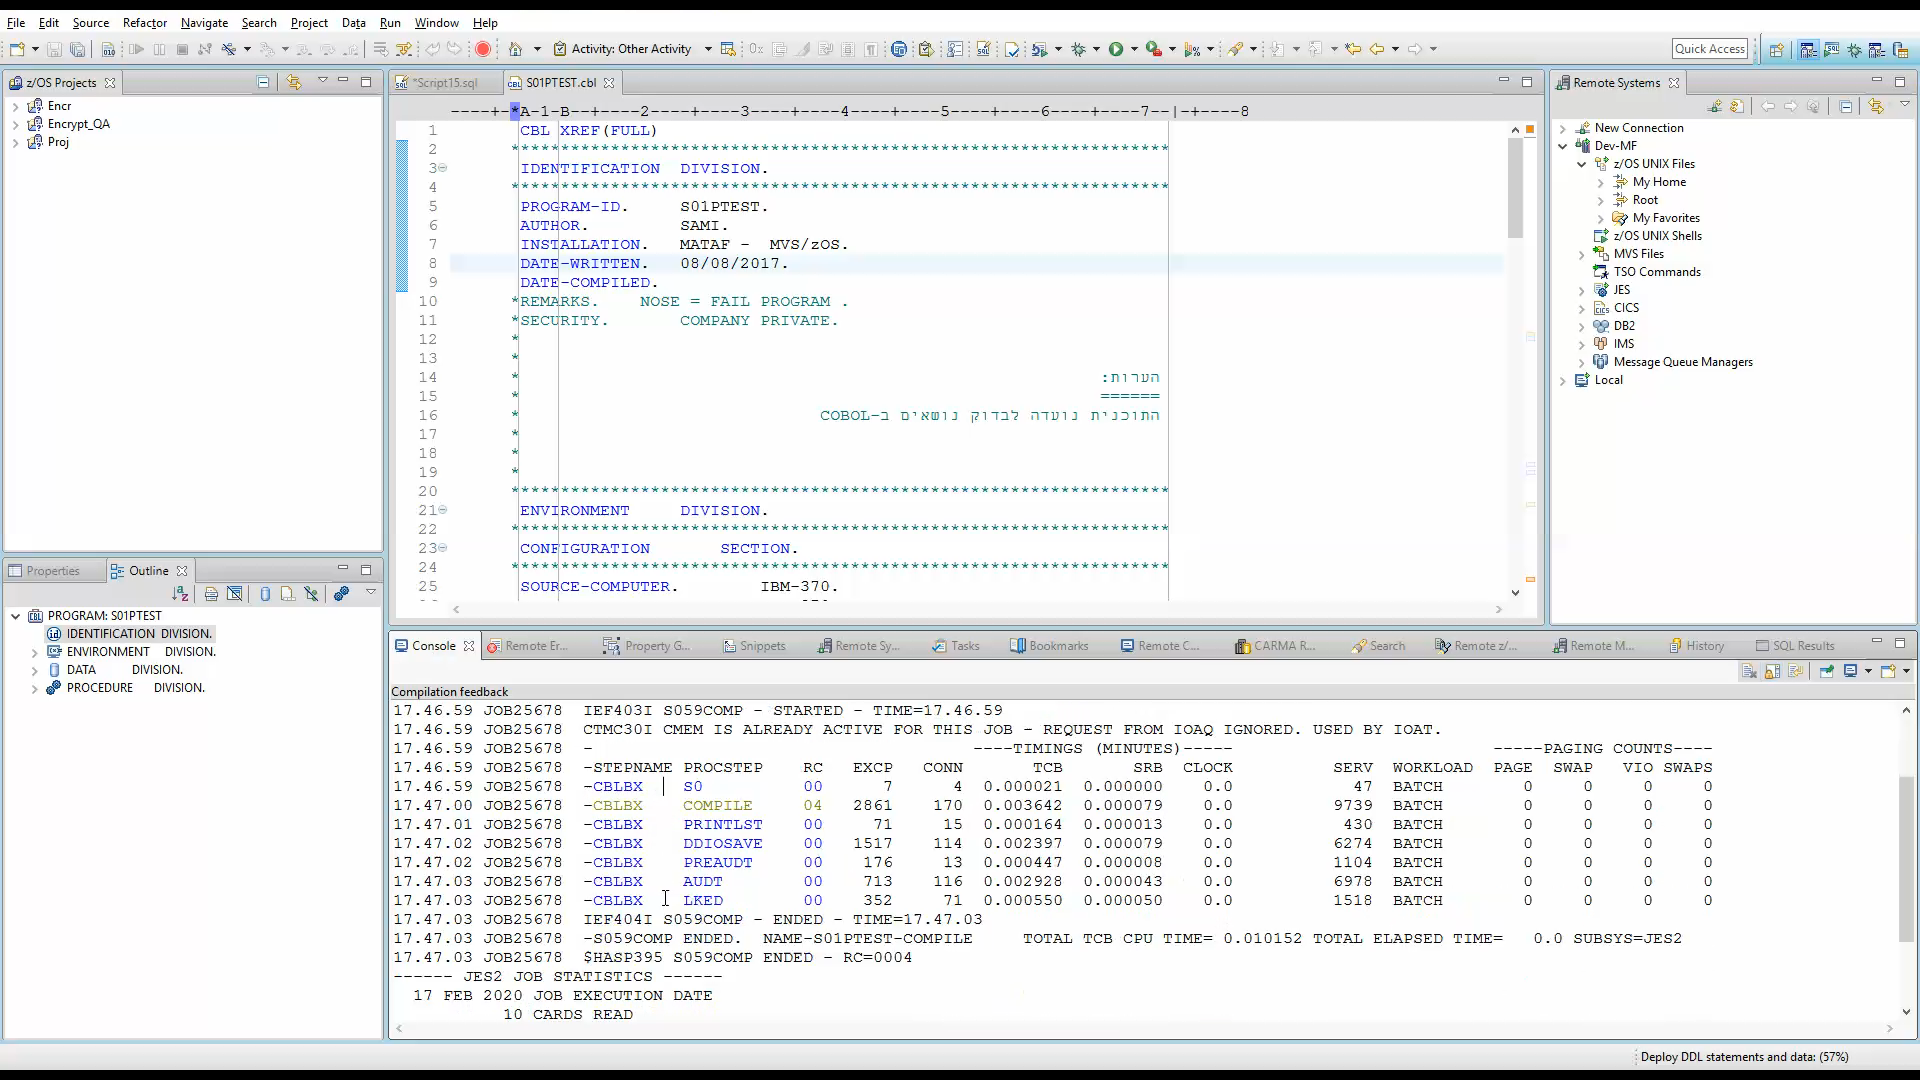 File Edit Source Refactor Navigate Search Project Data Run Window Help
Activity: Other Activity
Quick Access
z/OS Projects
Encr
Encrypt_QA
Proj
*Script15.sql S01PTEST.cbl
----+-*A-1-B--+----2----+----3----+----4----+----5----+----6----+----7--|-+----8
1 CBL XREF(FULL)
2 *****************************************************************
3 IDENTIFICATION DIVISION.
4 *****************************************************************
5 PROGRAM-ID. S01PTEST.
6 AUTHOR. SAMI.
7 INSTALLATION. MATAF - MVS/zOS.
8 DATE-WRITTEN. 08/08/2017.
9 DATE-COMPILED.
10 *REMARKS. NOSE = FAIL PROGRAM .
11 *SECURITY. COMPANY PRIVATE.
12 *
13 *
14 * הערות:
15 * ======
16 * התוכנית נועדה לבדוק נושאים ב-COBOL
17 *
18 *
19 *
20 *****************************************************************
21 ENVIRONMENT DIVISION.
22 *****************************************************************
23 CONFIGURATION SECTION.
24 *****************************************************************
25 SOURCE-COMPUTER. IBM-370.
Remote Systems
New Connection
Dev-MF
z/OS UNIX Files
My Home
Root
My Favorites
z/OS UNIX Shells
MVS Files
TSO Commands
JES
CICS
DB2
IMS
Message Queue Managers
Local
Properties Outline
PROGRAM: S01PTEST
IDENTIFICATION DIVISION.
ENVIRONMENT DIVISION.
DATA DIVISION.
PROCEDURE DIVISION.
Console Remote Er... Property G... Snippets Remote Sy... Tasks Bookmarks Remote C... CARMA R... Search Remote z/... Remote M... History SQL Results
Compilation feedback
17.46.59 JOB25678 IEF403I S059COMP - STARTED - TIME=17.46.59
17.46.59 JOB25678 CTMC30I CMEM IS ALREADY ACTIVE FOR THIS JOB - REQUEST FROM IOAQ IGNORED. USED BY IOAT.
17.46.59 JOB25678 - ----TIMINGS (MINUTES)----- -----PAGING COUNTS----
17.46.59 JOB25678 -STEPNAME PROCSTEP RC EXCP CONN TCB SRB CLOCK SERV WORKLOAD PAGE SWAP VIO SWAPS
17.46.59 JOB25678 -CBLBX S0 00 7 4 0.000021 0.000000 0.0 47 BATCH 0 0 0 0
17.47.00 JOB25678 -CBLBX COMPILE 04 2861 170 0.003642 0.000079 0.0 9739 BATCH 0 0 0 0
17.47.01 JOB25678 -CBLBX PRINTLST 00 71 15 0.000164 0.000013 0.0 430 BATCH 0 0 0 0
17.47.02 JOB25678 -CBLBX DDIOSAVE 00 1517 114 0.002397 0.000079 0.0 6274 BATCH 0 0 0 0
17.47.02 JOB25678 -CBLBX PREAUDT 00 176 13 0.000447 0.000008 0.0 1104 BATCH 0 0 0 0
17.47.03 JOB25678 -CBLBX AUDT 00 713 116 0.002928 0.000043 0.0 6978 BATCH 0 0 0 0
17.47.03 JOB25678 -CBLBX LKED 00 352 71 0.000550 0.000050 0.0 1518 BATCH 0 0 0 0
17.47.03 JOB25678 IEF404I S059COMP - ENDED - TIME=17.47.03
17.47.03 JOB25678 -S059COMP ENDED. NAME-S01PTEST-COMPILE TOTAL TCB CPU TIME= 0.010152 TOTAL ELAPSED TIME= 0.0 SUBSYS=JES2
17.47.03 JOB25678 $HASP395 S059COMP ENDED - RC=0004
------ JES2 JOB STATISTICS ------
17 FEB 2020 JOB EXECUTION DATE
10 CARDS READ
Deploy DDL statements and data: (57%)